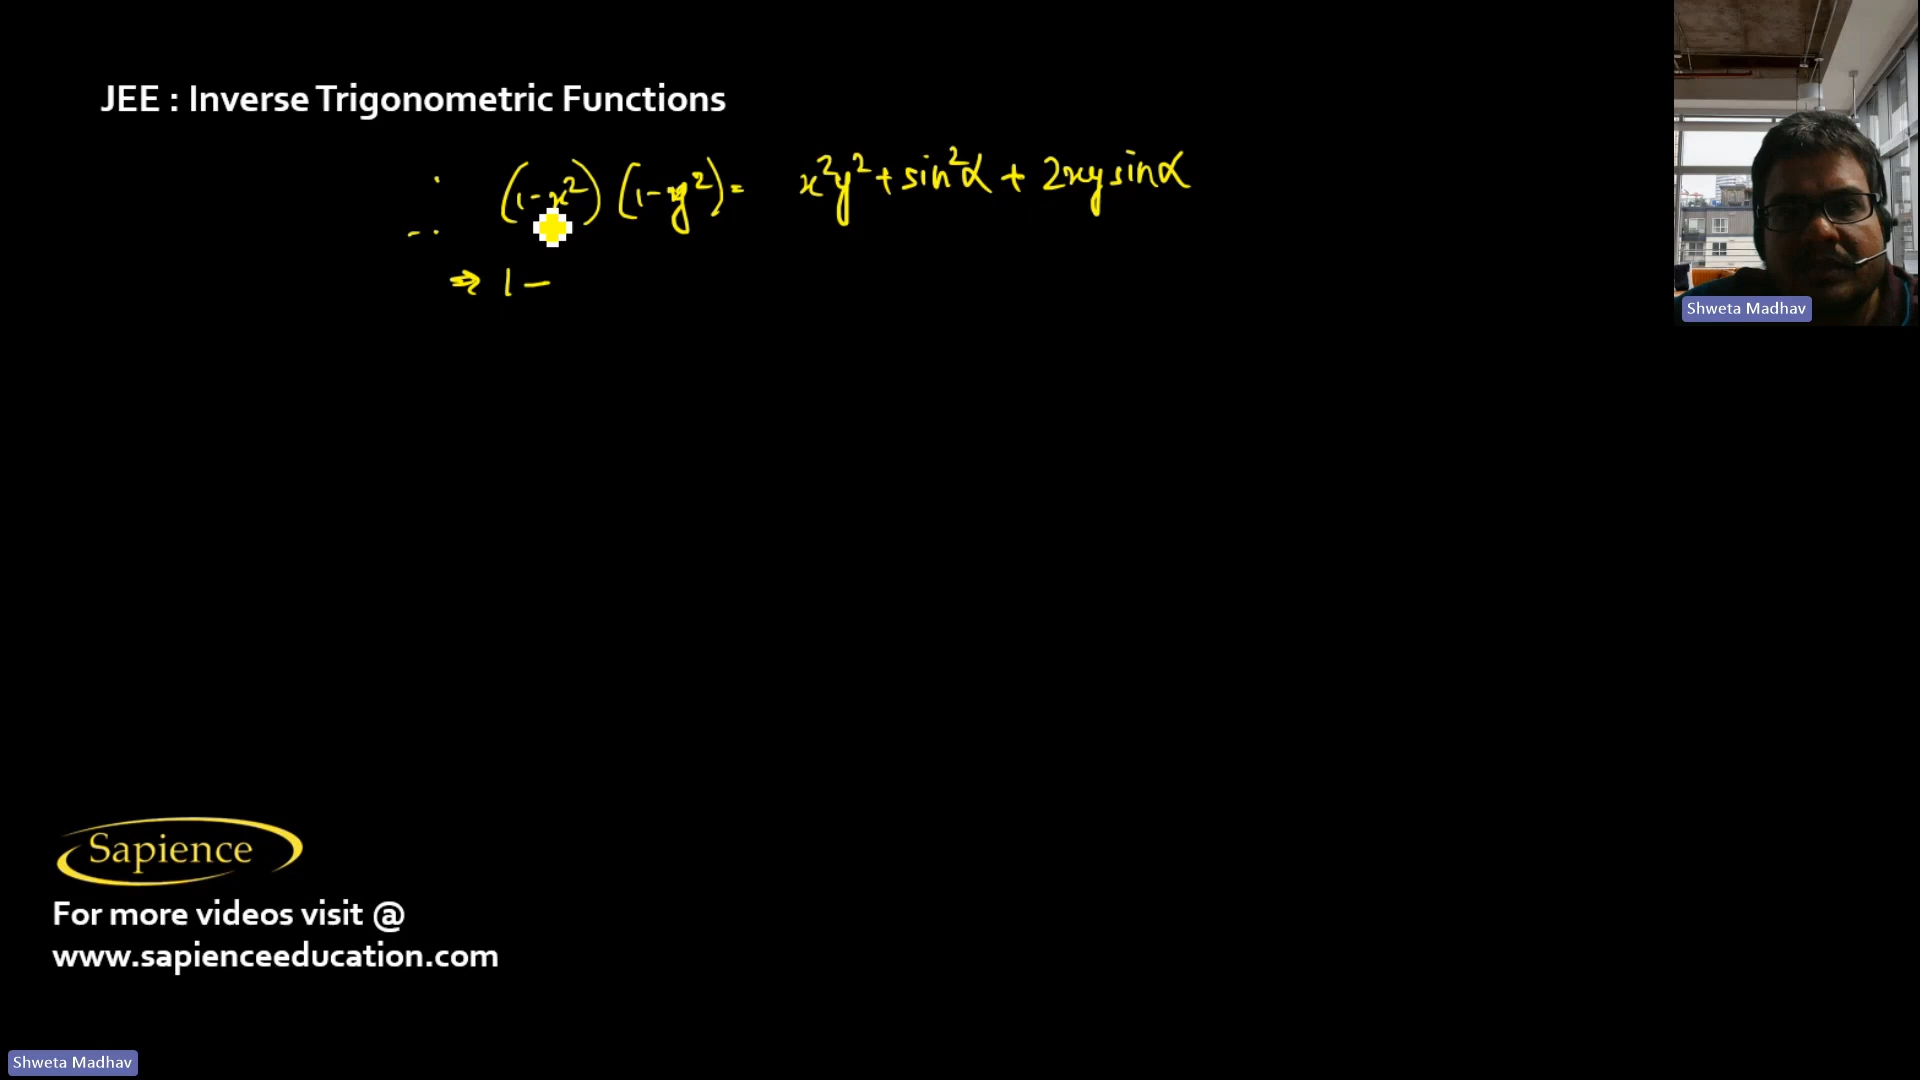 JEE : Inverse Trigonometric Functions
∴ (1-x²) (1-y²) = x²y² + sin²α + 2xy sinα
⇒ 1 -
Shweta Madhav
Sapience
For more videos visit @
www.sapienceeducation.com
Shweta Madhav